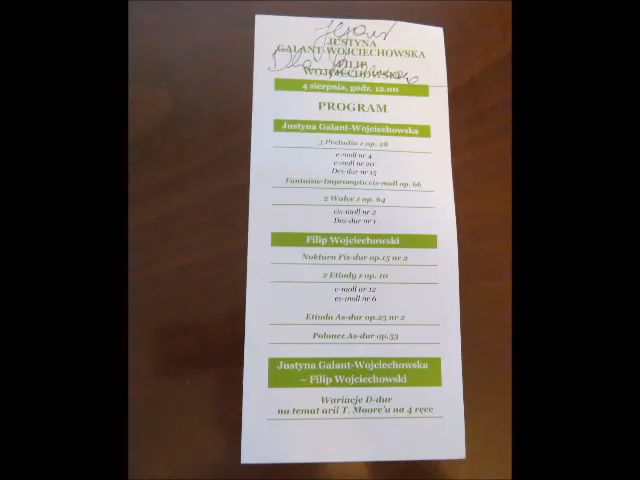 JUSTYNA
GALANT-WOJCIECHOWSKA
FILIP
WOJCIECHOWSKI
4 sierpnia, godz. 12.00
PROGRAM
Justyna Galant-Wojciechowska
3 Preludia z op. 28
e-moll nr 4
c-moll nr 20
Des-dur nr 15
Fantaisie-Impromptu cis-moll op. 66
2 Walce z op. 64
cis-moll nr 2
Des-dur nr 1
Filip Wojciechowski
Nokturn Fis-dur op.15 nr 2
2 Etiudy z op. 10
c-moll nr 12
es-moll nr 6
Etiuda As-dur op.25 nr 2
Polonez As-dur op.53
Justyna Galant-Wojciechowska
– Filip Wojciechowski
Wariacje D-dur
na temat arii T. Moore'a na 4 ręce